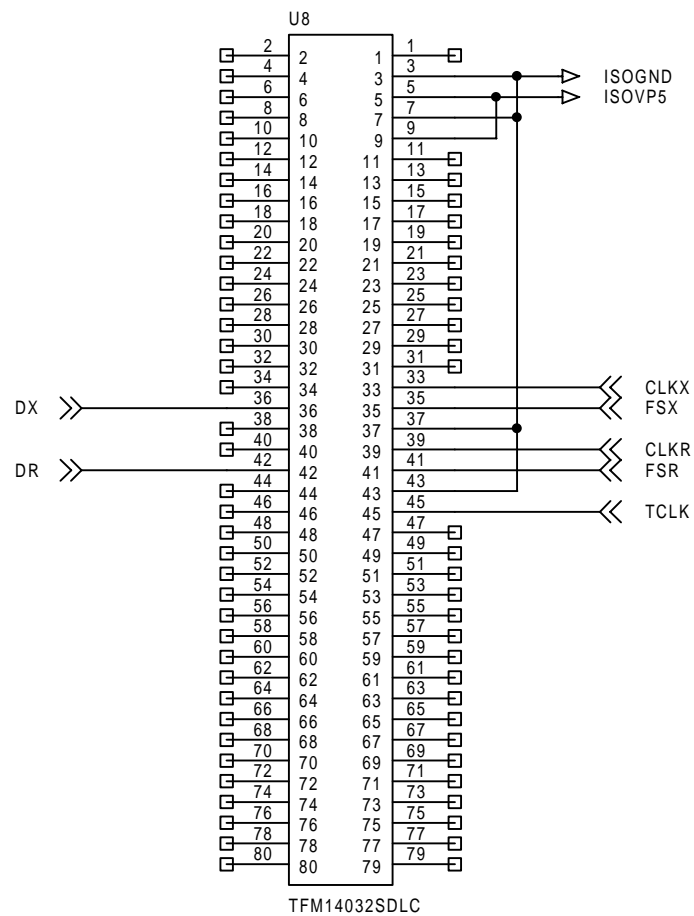 U8
2 2 1 1
4 4 3 3 ISOGND
6 6 5 5 ISOVP5
8 8 7 7
10 10 9 9
12 12 11 11
14 14 13 13
16 16 15 15
18 18 17 17
20 20 19 19
22 22 21 21
24 24 23 23
26 26 25 25
28 28 27 27
30 30 29 29
32 32 31 31
34 34 33 33 CLKX
DX 36 36 35 35 FSX
38 38 37 37
40 40 39 39 CLKR
DR 42 42 41 41 FSR
44 44 43 43
46 46 45 45 TCLK
48 48 47 47
50 50 49 49
52 52 51 51
54 54 53 53
56 56 55 55
58 58 57 57
60 60 59 59
62 62 61 61
64 64 63 63
66 66 65 65
68 68 67 67
70 70 69 69
72 72 71 71
74 74 73 73
76 76 75 75
78 78 77 77
80 80 79 79
TFM14032SDLC